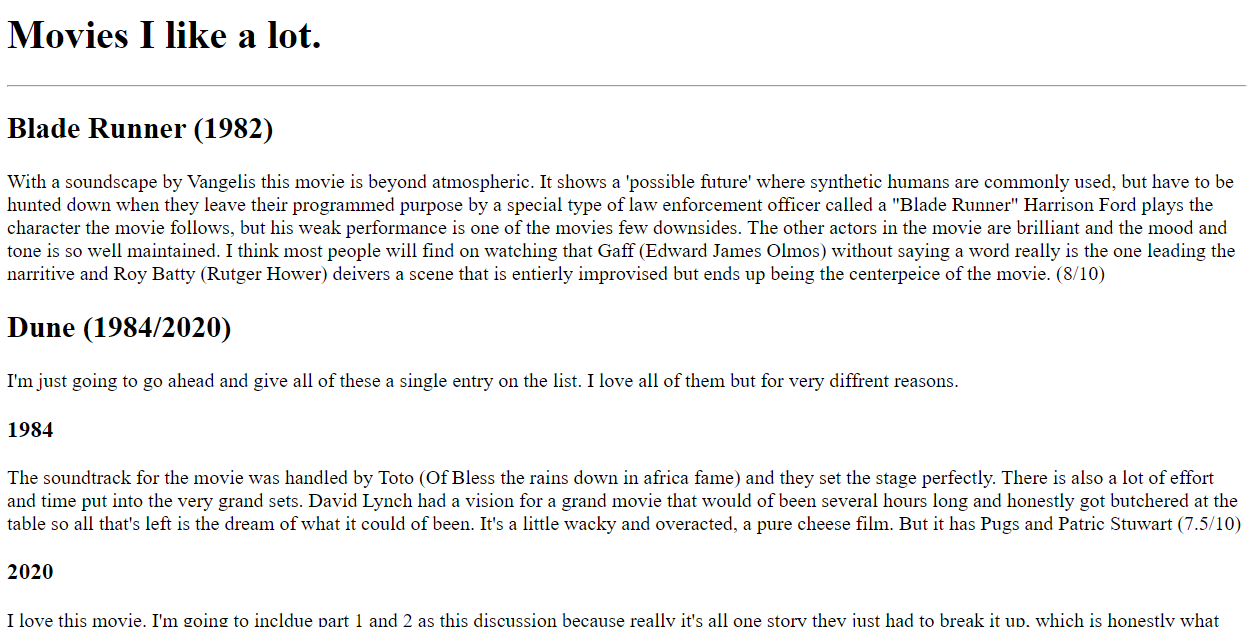 Movies I like a lot.
Blade Runner (1982)
With a soundscape by Vangelis this movie is beyond atmospheric. It shows a 'possible future' where synthetic humans are commonly used, but have to be
hunted down when they leave their programmed purpose by a special type of law enforcement officer called a "Blade Runner" Harrison Ford plays the
character the movie follows, but his weak performance is one of the movies few downsides. The other actors in the movie are brilliant and the mood and
tone is so well maintained. I think most people will find on watching that Gaff (Edward James Olmos) without saying a word really is the one leading the
narritive and Roy Batty (Rutger Hower) deivers a scene that is entierly improvised but ends up being the centerpeice of the movie. (8/10)
Dune (1984/2020)
I'm just going to go ahead and give all of these a single entry on the list. I love all of them but for very diffrent reasons.
1984
The soundtrack for the movie was handled by Toto (Of Bless the rains down in africa fame) and they set the stage perfectly. There is also a lot of effort
and time put into the very grand sets. David Lynch had a vision for a grand movie that would of been several hours long and honestly got butchered at the
table so all that's left is the dream of what it could of been. It's a little wacky and overacted, a pure cheese film. But it has Pugs and Patric Stuwart (7.5/10)
2020
I love this movie. I'm going to incldue part 1 and 2 as this discussion because really it's all one story they just had to break it up, which is honestly what